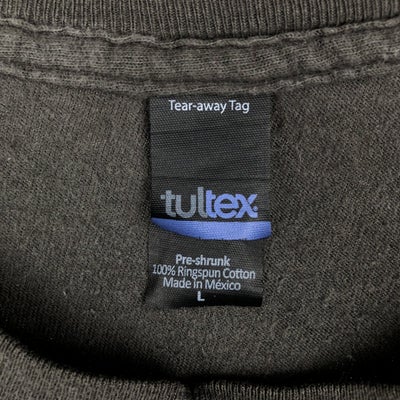 Tear-away Tag
tultex
Pre-shrunk
100% Ringspun Cotton
Made in México
L